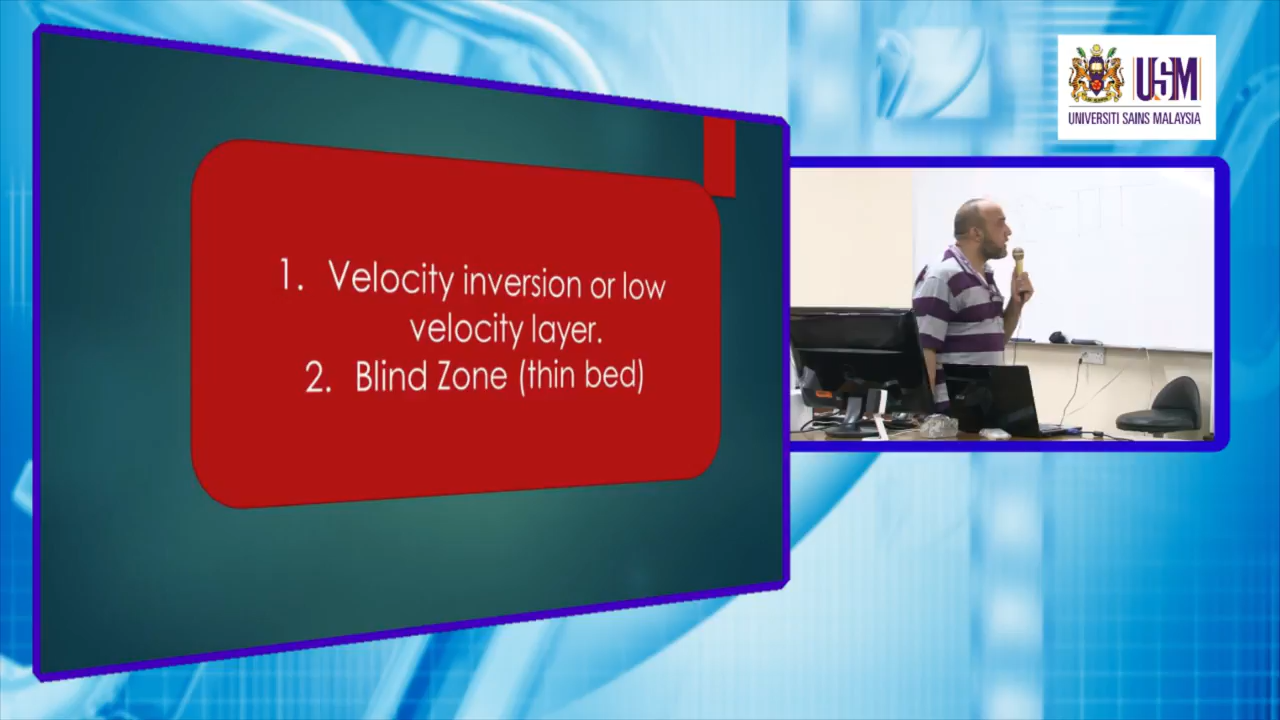 1. Velocity inversion or low
velocity layer.
2. Blind Zone (thin bed)
USM
UNIVERSITI SAINS MALAYSIA